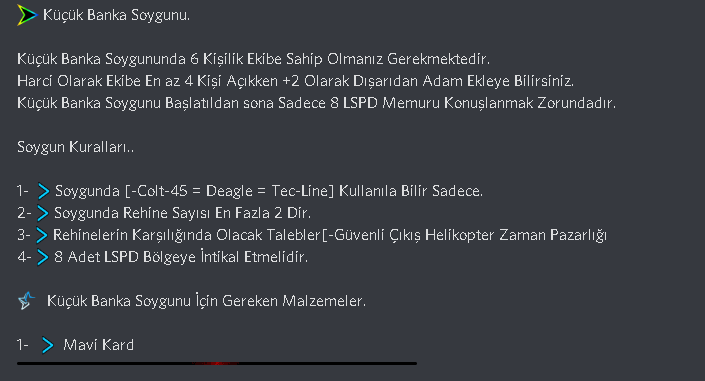 Küçük Banka Soygunu.
Küçük Banka Soygununda 6 Kişilik Ekibe Sahip Olmanız Gerekmektedir.
Harci Olarak Ekibe En az 4 Kişi Açıkken +2 Olarak Dışarıdan Adam Ekleye Bilirsiniz.
Küçük Banka Soygunu Başlatıldan sona Sadece 8 LSPD Memuru Konuşlanmak Zorundadır.
Soygun Kuralları..
1- > Soygunda [-Colt-45 = Deagle = Tec-Line] Kullanıla Bilir Sadece.
2- > Soygunda Rehine Sayısı En Fazla 2 Dir.
3- > Rehinelerin Karşılığında Olacak Talebler[-Güvenli Çıkış Helikopter Zaman Pazarlığı
4- > 8 Adet LSPD Bölgeye İntikal Etmelidir.
Küçük Banka Soygunu İçin Gereken Malzemeler.
1- > Mavi Kard